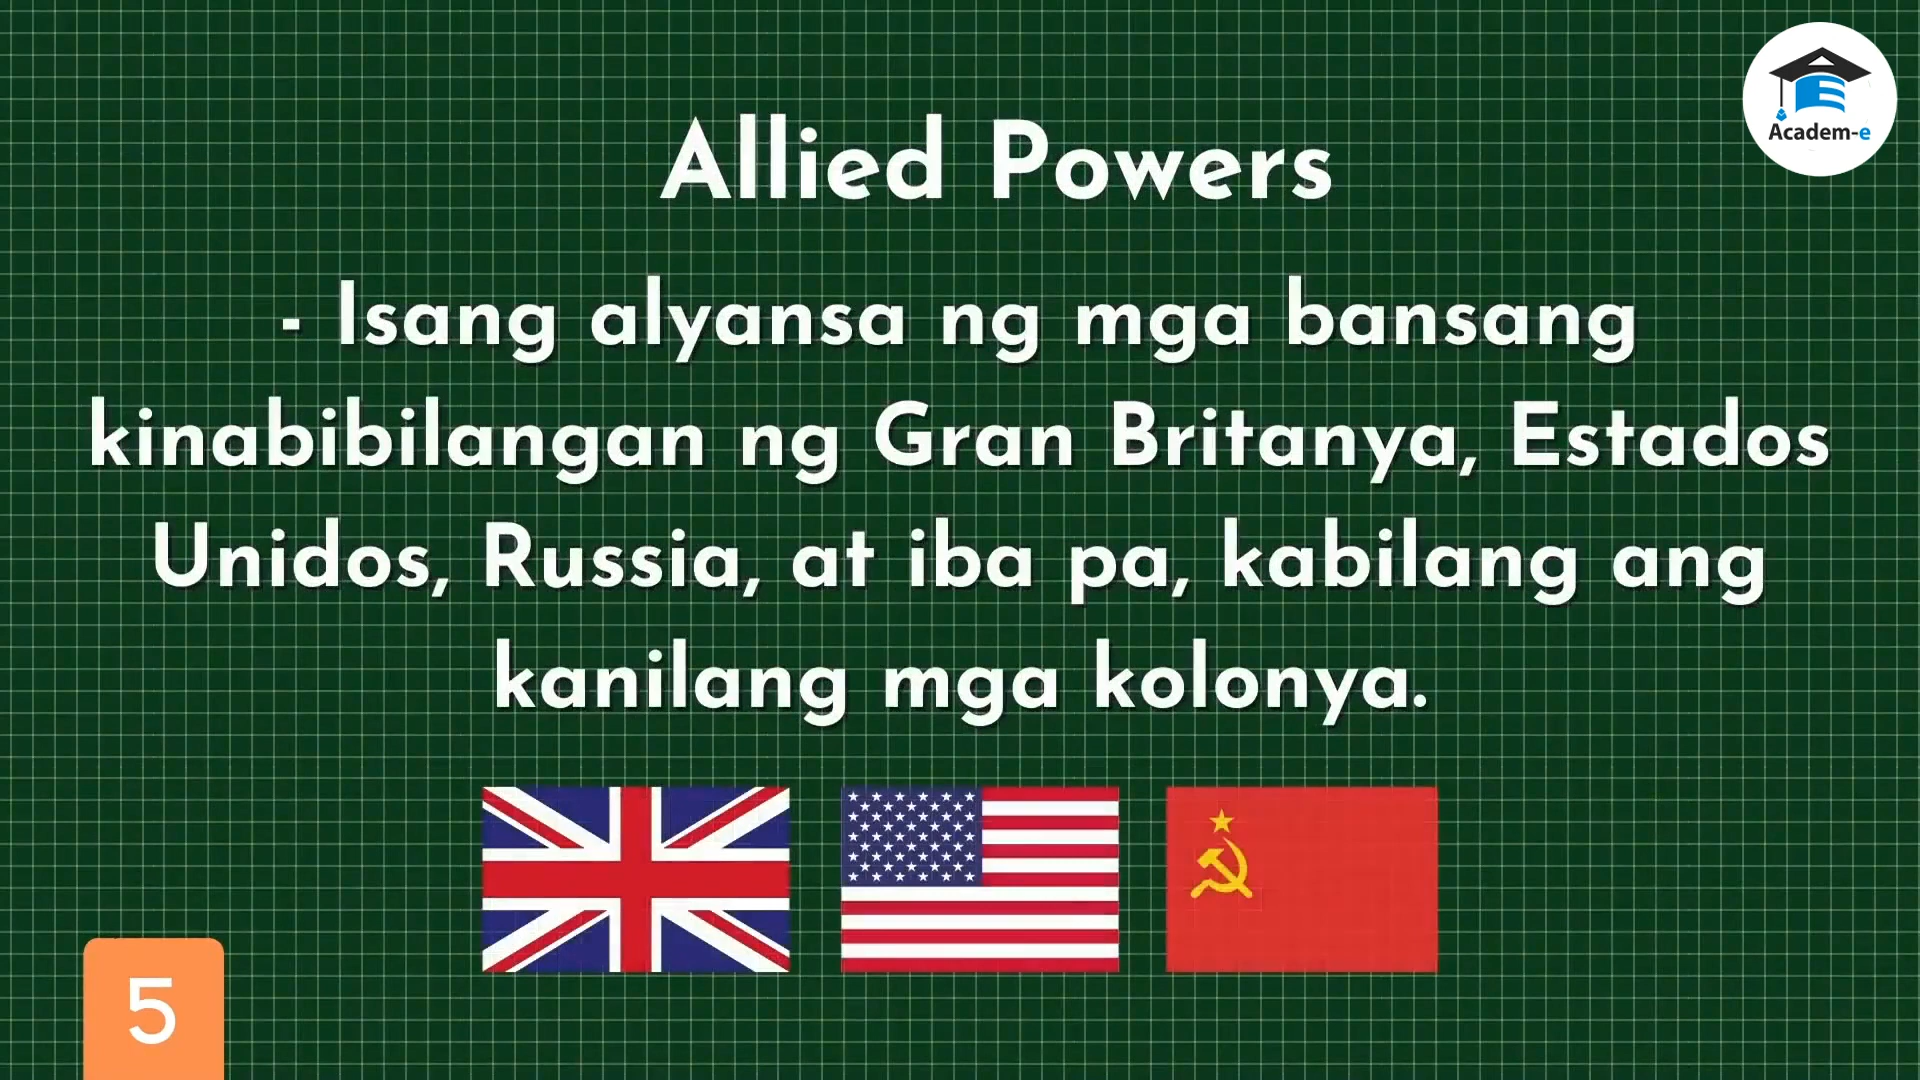 Academ-e
Allied Powers
- Isang alyansa ng mga bansang
kinabibilangan ng Gran Britanya, Estados
Unidos, Russia, at iba pa, kabilang ang
kanilang mga kolonya.
5